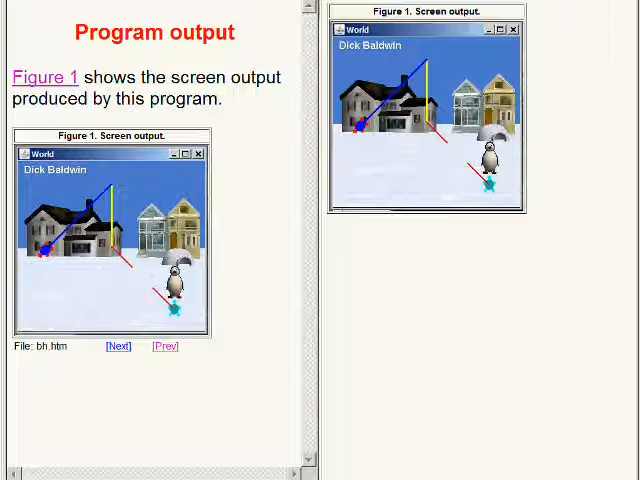 Program output
Figure 1 shows the screen output
produced by this program.
Figure 1. Screen output.
World
Dick Baldwin
File: bh.htm [Next] [Prev]
Figure 1. Screen output.
World
Dick Baldwin